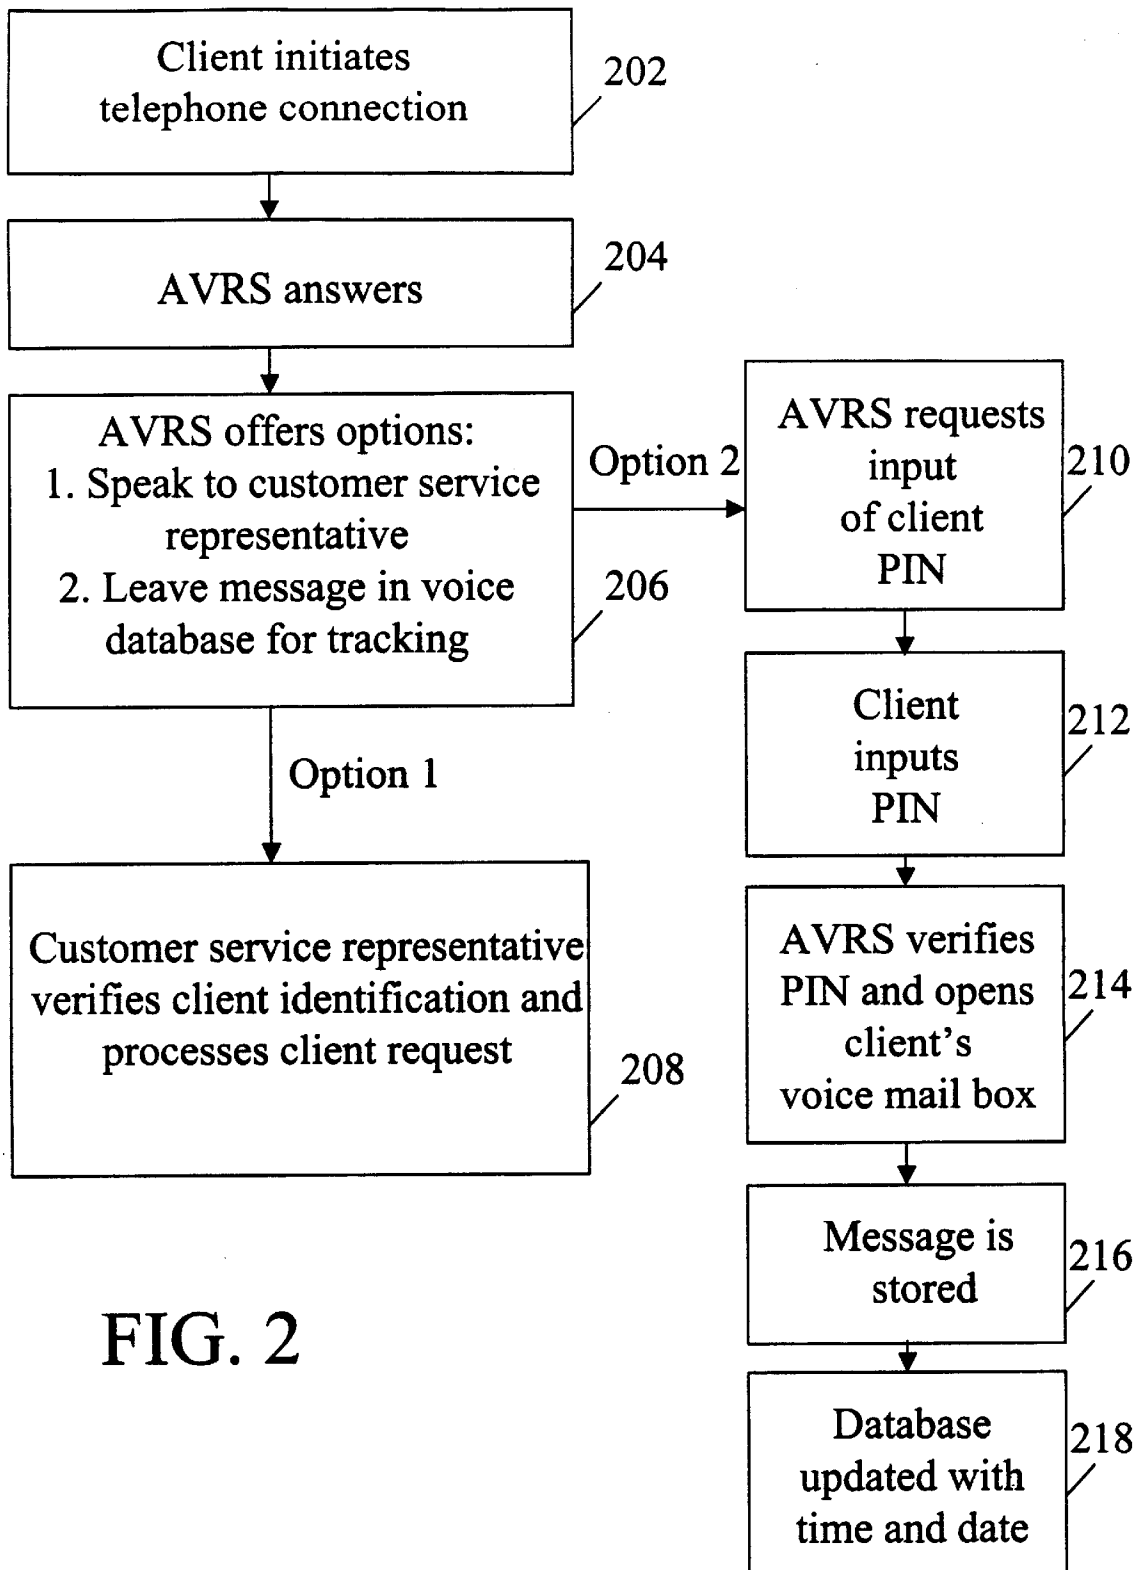 Client initiates
telephone connection
202
AVRS answers
204
AVRS offers options:
1. Speak to customer service
representative
2. Leave message in voice
database for tracking
206
Option 2
Option 1
Customer service representative
verifies client identification and
processes client request
208
AVRS requests
input
of client
PIN
210
Client
inputs
PIN
212
AVRS verifies
PIN and opens
client’s
voice mail box
214
Message is
stored
216
Database
updated with
time and date
218
FIG. 2